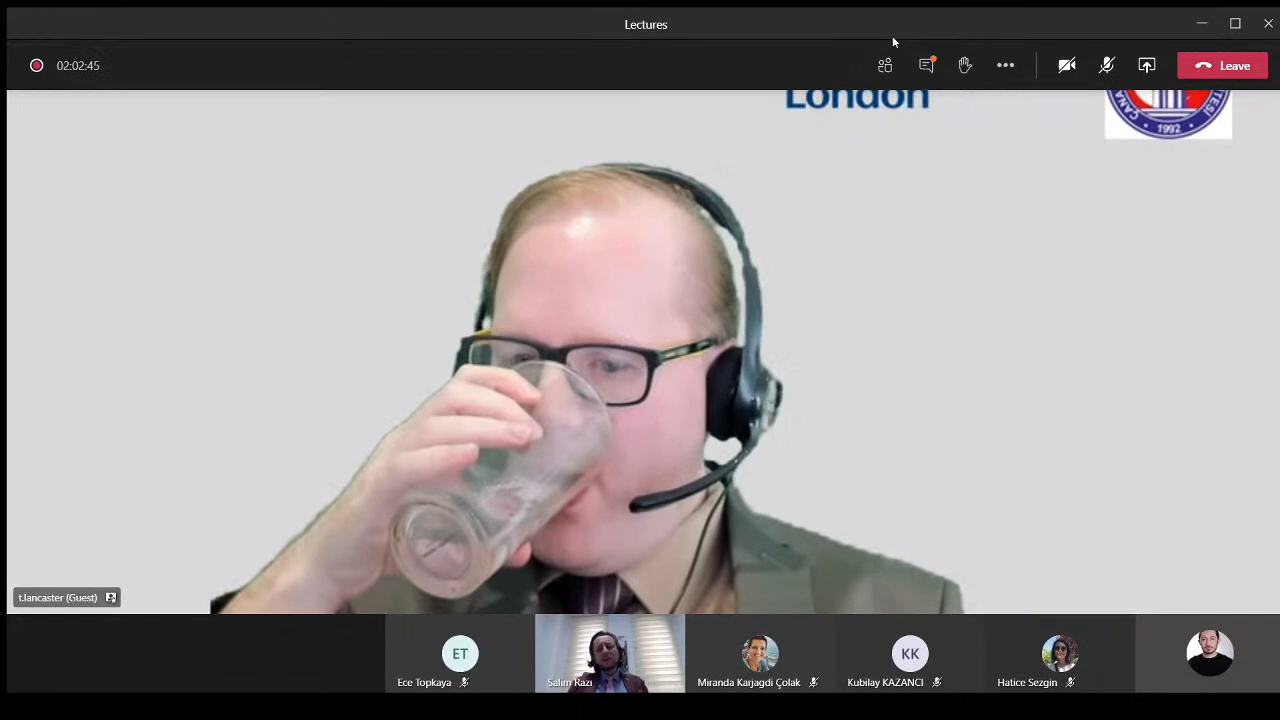 Lectures
02:02:45
Leave
London
1992
t.lancaster (Guest)
ET
KK
Ece Topkaya
Salim Razı
Miranda Karjagdi Çolak
Kubilay KAZANCI
Hatice Sezgin